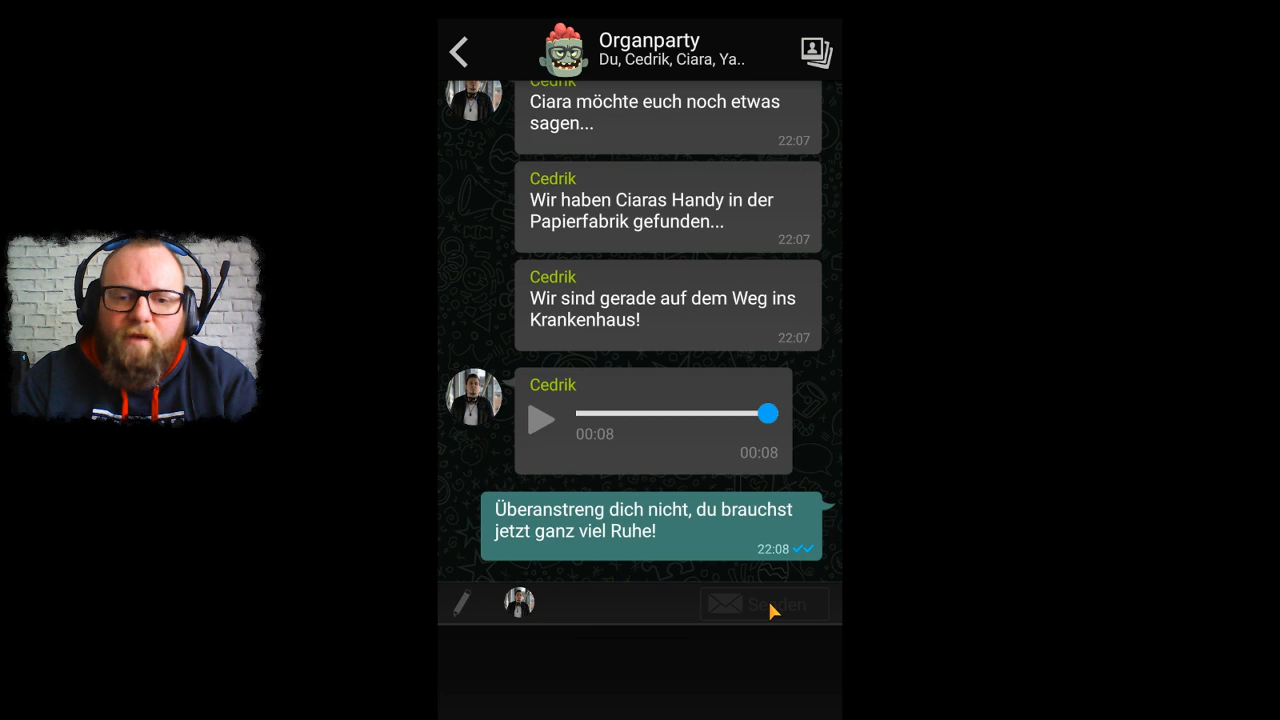 Organparty
Du, Cedrik, Ciara, Ya..
Cedrik
Ciara möchte euch noch etwas
sagen...
22:07
Cedrik
Wir haben Ciaras Handy in der
Papierfabrik gefunden...
22:07
Cedrik
Wir sind gerade auf dem Weg ins
Krankenhaus!
22:07
Cedrik
00:08
00:08
Überanstreng dich nicht, du brauchst
jetzt ganz viel Ruhe!
22:08
Senden